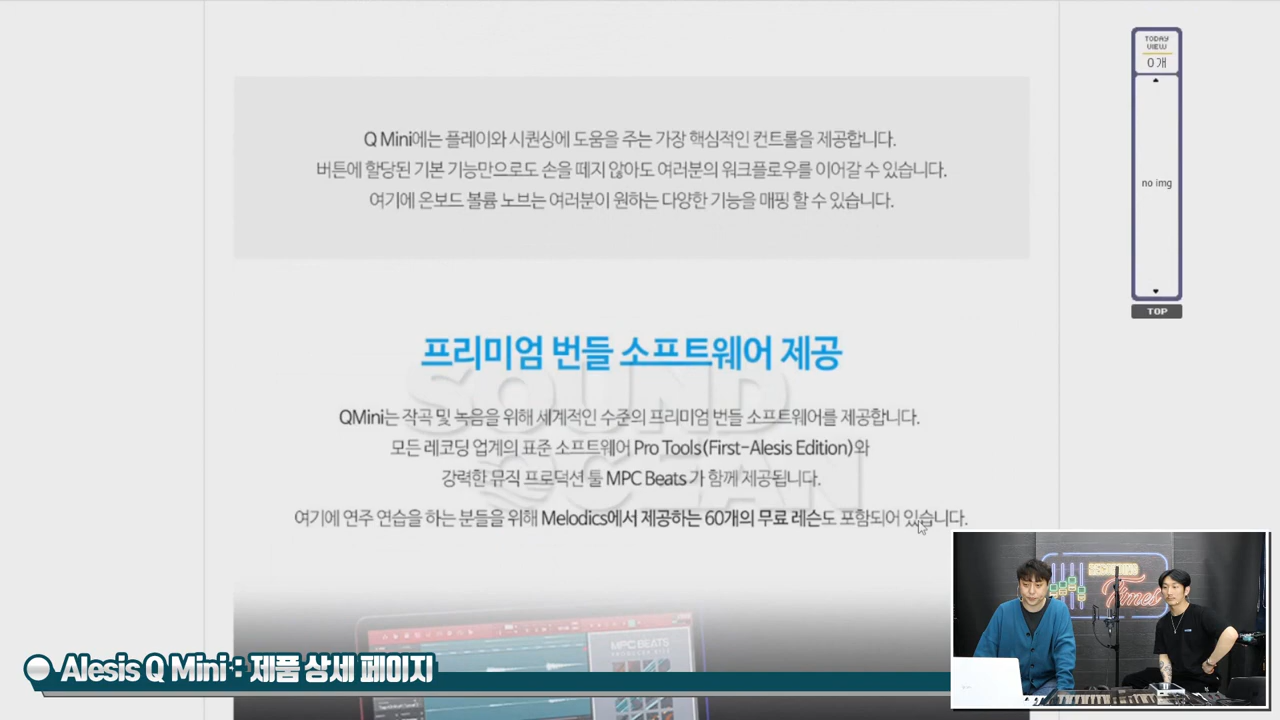 TODAY
VIEW
0 개
no img
TOP
Q Mini에는 플레이와 시퀀싱에 도움을 주는 가장 핵심적인 컨트롤을 제공합니다.
버튼에 할당된 기본 기능만으로도 손을 떼지 않아도 여러분의 워크플로우를 이어갈 수 있습니다.
여기에 온보드 볼륨 노브는 여러분이 원하는 다양한 기능을 매핑 할 수 있습니다.
프리미엄 번들 소프트웨어 제공
SOUND
OCEAN
QMini는 작곡 및 녹음을 위해 세계적인 수준의 프리미엄 번들 소프트웨어를 제공합니다.
모든 레코딩 업계의 표준 소프트웨어 Pro Tools(First-Alesis Edition)와
강력한 뮤직 프로덕션 툴 MPC Beats 가 함께 제공됩니다.
여기에 연주 연습을 하는 분들을 위해 Melodics에서 제공하는 60개의 무료 레슨도 포함되어 있습니다.
MPC BEATS
Times
Alesis Q Mini : 제품 상세 페이지